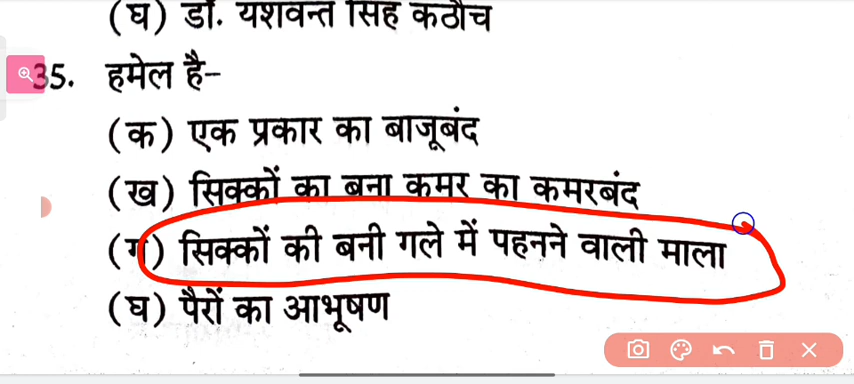 (घ) डॉ. यशवन्त सिंह कठौच
35. हमेल है-
(क) एक प्रकार का बाजूबंद
(ख) सिक्कों का बना कमर का कमरबंद
(ग) सिक्कों की बनी गले में पहनने वाली माला
(घ) पैरों का आभूषण